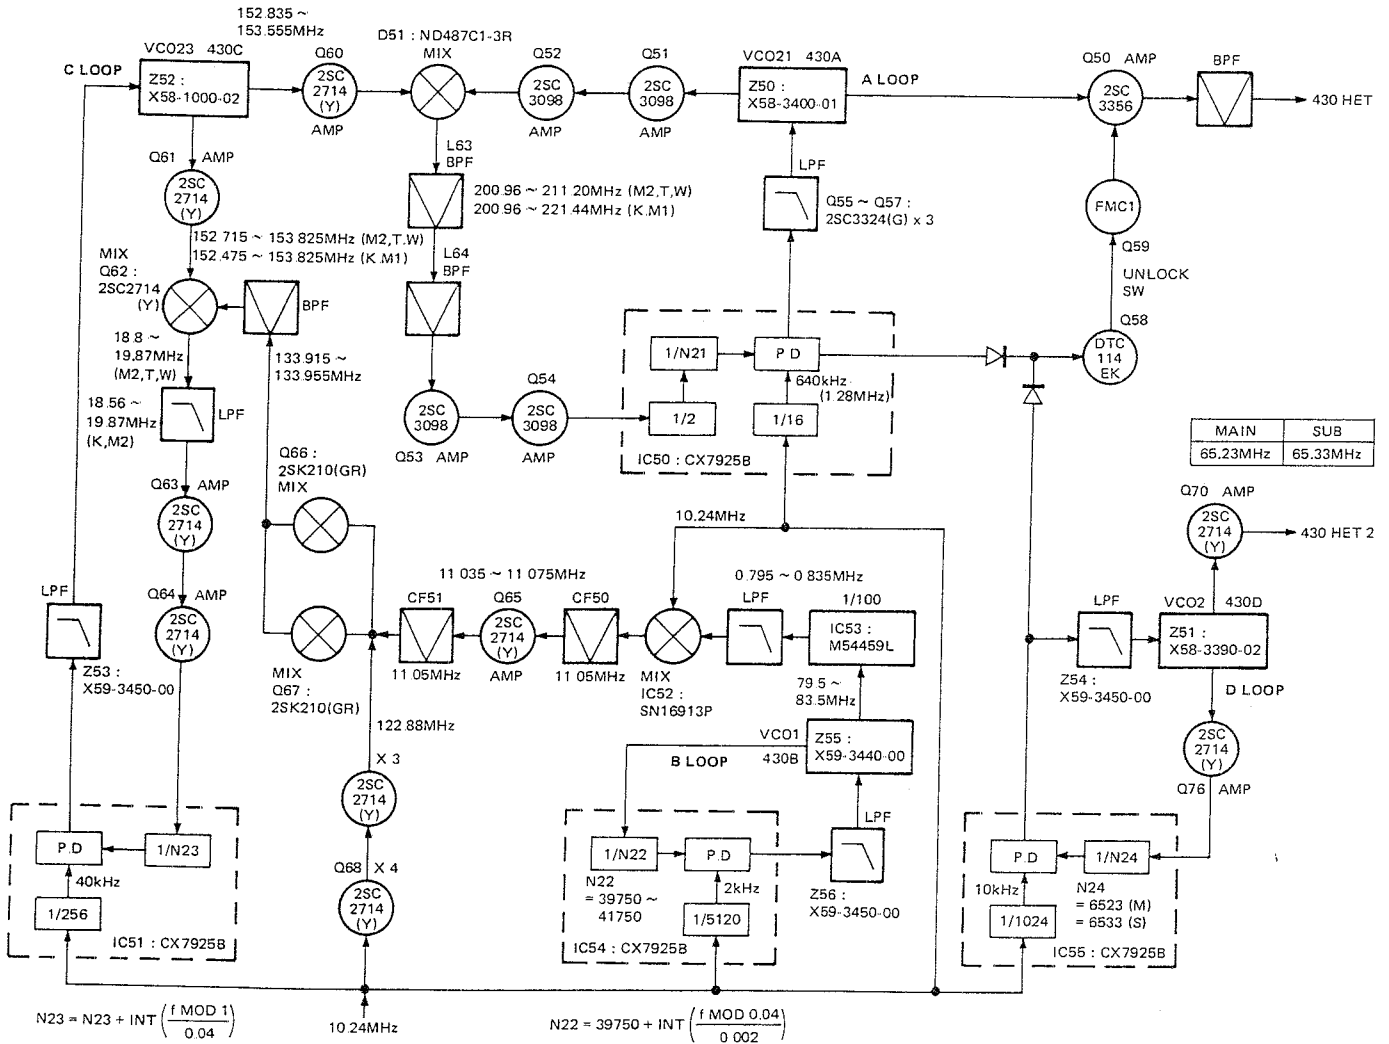 152.835 ~
153.555MHz
VCO23 430C
C LOOP
Z52 :
X58-1000-02
Q60
2SC
2714
(Y)
AMP
D51 : ND487C1-3R
MIX
Q52
2SC
3098
AMP
Q51
2SC
3098
AMP
VCO21 430A
Z50 :
X58-3400-01
A LOOP
Q50 AMP
2SC
3356
BPF
430 HET
Q61 AMP
2SC
2714
(Y)
L63
BPF
200.96 ~ 211.20MHz (M2,T,W)
200.96 ~ 221.44MHz (K.M1)
LPF
Q55 ~ Q57 :
2SC3324(G) x 3
FMC1
Q59
152 715 ~ 153 825MHz (M2,T.W)
152.475 ~ 153.825MHz (K.M1)
MIX
Q62 :
2SC2714
(Y)
BPF
L64
BPF
UNLOCK
SW
Q58
DTC
114
EK
18.8 ~
19.87MHz
(M2,T,W)
133.915 ~
133.955MHz
1/N21
P D
640kHz
(1.28MHz)
1/2
1/16
IC50 : CX7925B
18.56 ~
19.87MHz
(K,M2)
LPF
2SC
3098
Q53 AMP
Q54
2SC
3098
AMP
MAIN SUB
65.23MHz 65.33MHz
Q66 :
2SK210(GR)
MIX
Q63 AMP
2SC
2714
(Y)
10.24MHz
Q70 AMP
2SC
2714
(Y)
430 HET 2
11 035 ~ 11 075MHz
0.795 ~ 0 835MHz
LPF
Q64 AMP
2SC
2714
(Y)
CF51
11 05MHz
Q65
2SC
2714
(Y)
AMP
CF50
11 05MHz
MIX
IC52 :
SN16913P
LPF
1/100
IC53 :
M54459L
LPF
Z54 :
X59-3450-00
VCO2 430D
Z51 :
X58-3390-02
D LOOP
Z53 :
X59-3450-00
MIX
Q67 :
2SK210(GR)
122.88MHz
79 5 ~
83.5MHz
VCO1
430B
Z55 :
X59-3440-00
B LOOP
2SC
2714
(Y)
Q76 AMP
X 3
2SC
2714
(Y)
LPF
Z56 :
X59-3450-00
P.D
1/N23
40kHz
1/256
IC51 : CX7925B
Q68 X 4
2SC
2714
(Y)
1/N22
P.D
N22
= 39750 ~
41750
2kHz
1/5120
IC54 : CX7925B
P D
1/N24
10kHz
N24
= 6523 (M)
= 6533 (S)
1/1024
IC55 : CX7925B
N23 = N23 + INT (f MOD 1 / 0.04)
10.24MHz
N22 = 39750 + INT (f MOD 0.04 / 0 002)